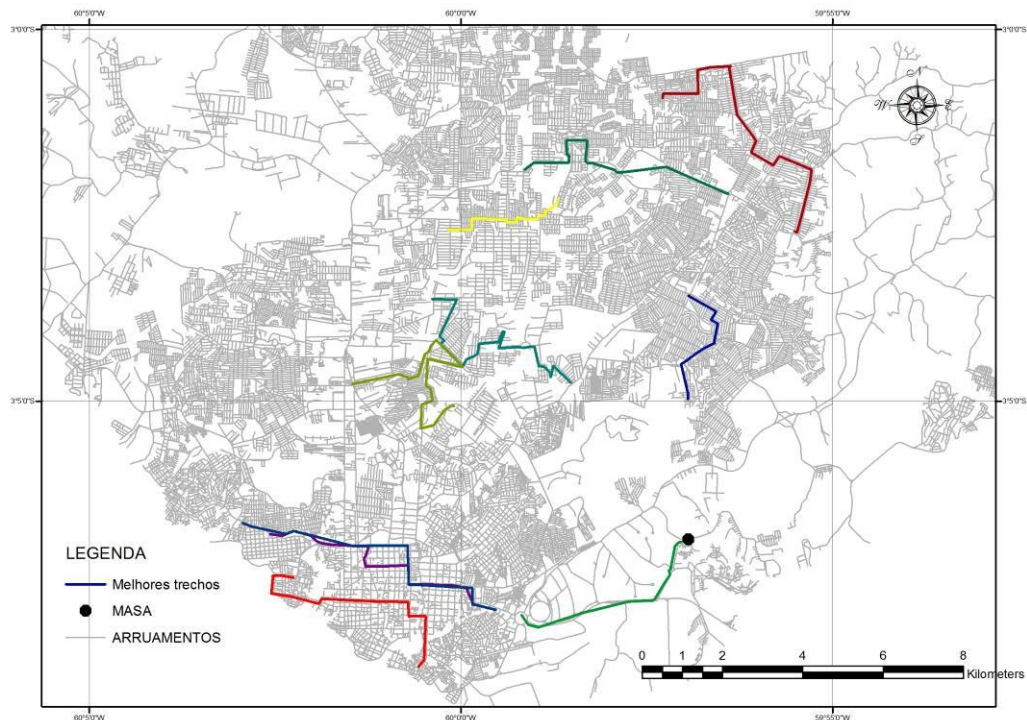 60°5'0"W 60°0'0"W 59°55'0"W
3°0'0"S 3°0'0"S
N
W E
S
3°5'0"S 3°5'0"S
LEGENDA
Melhores trechos
MASA
ARRUAMENTOS
0 1 2 4 6 8
Kilometers
60°5'0"W 60°0'0"W 59°55'0"W